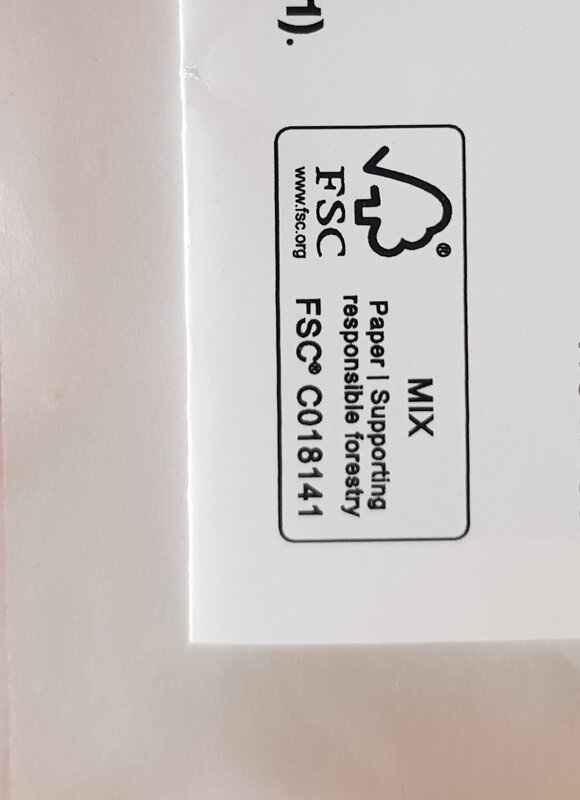 H).
FSC®
www.fsc.org
MIX
Paper | Supporting
responsible forestry
FSC® C018141